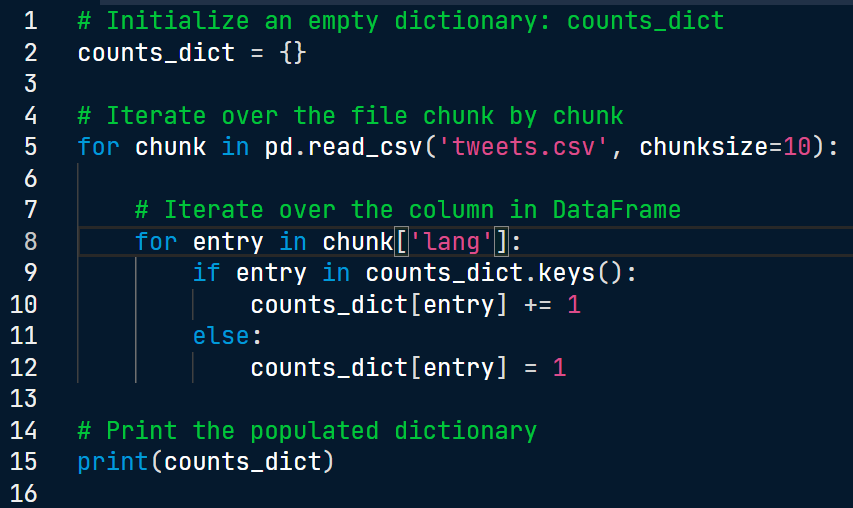 1 # Initialize an empty dictionary: counts_dict
2 counts_dict = {}
3
4 # Iterate over the file chunk by chunk
5 for chunk in pd.read_csv('tweets.csv', chunksize=10):
6
7     # Iterate over the column in DataFrame
8     for entry in chunk['lang']:
9         if entry in counts_dict.keys():
10             counts_dict[entry] += 1
11         else:
12             counts_dict[entry] = 1
13
14 # Print the populated dictionary
15 print(counts_dict)
16